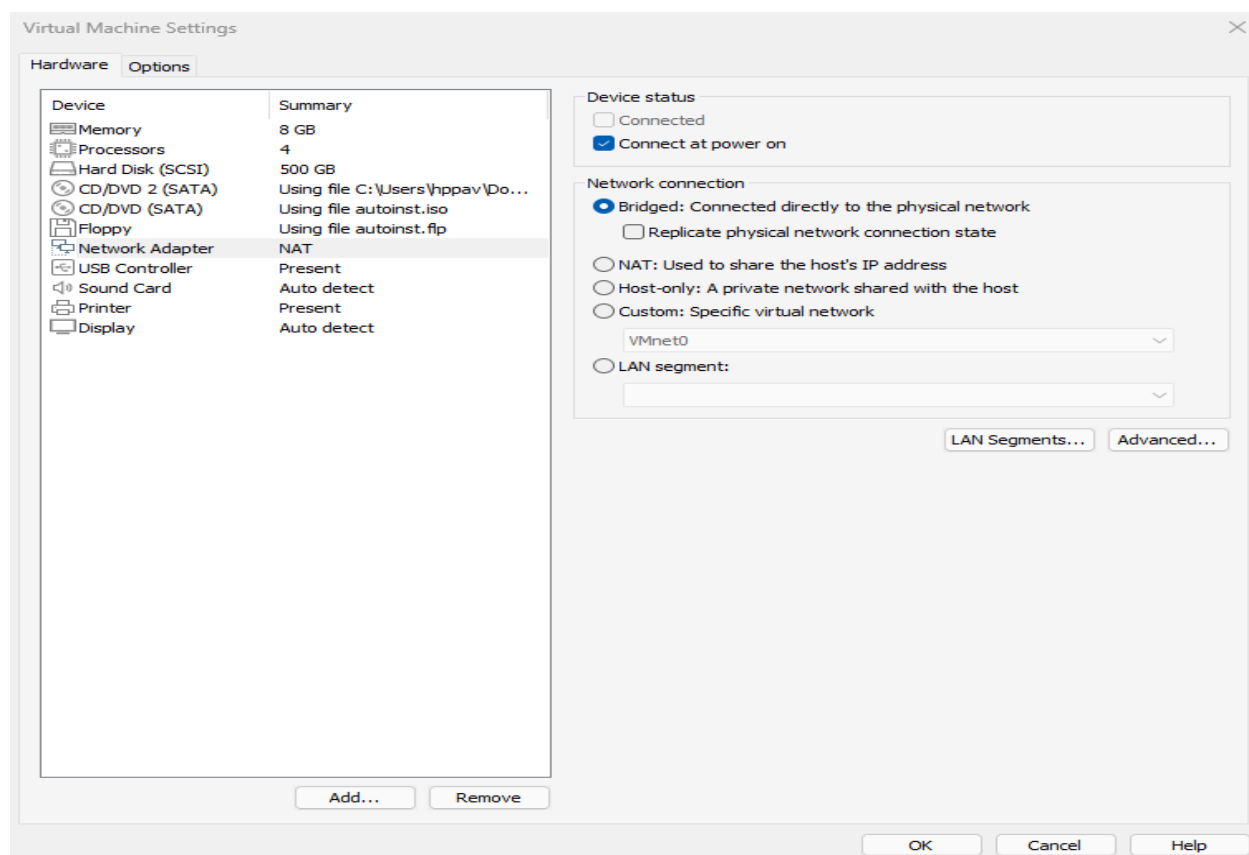 Virtual Machine Settings
Hardware Options
Device Summary
Memory 8 GB
Processors 4
Hard Disk (SCSI) 500 GB
CD/DVD 2 (SATA) Using file C:\Users\hppav\Do...
CD/DVD (SATA) Using file autoinst.iso
Floppy Using file autoinst.flp
Network Adapter NAT
USB Controller Present
Sound Card Auto detect
Printer Present
Display Auto detect
Add... Remove
Device status
Connected
Connect at power on
Network connection
Bridged: Connected directly to the physical network
Replicate physical network connection state
NAT: Used to share the host's IP address
Host-only: A private network shared with the host
Custom: Specific virtual network
VMnet0
LAN segment:
LAN Segments... Advanced...
OK Cancel Help